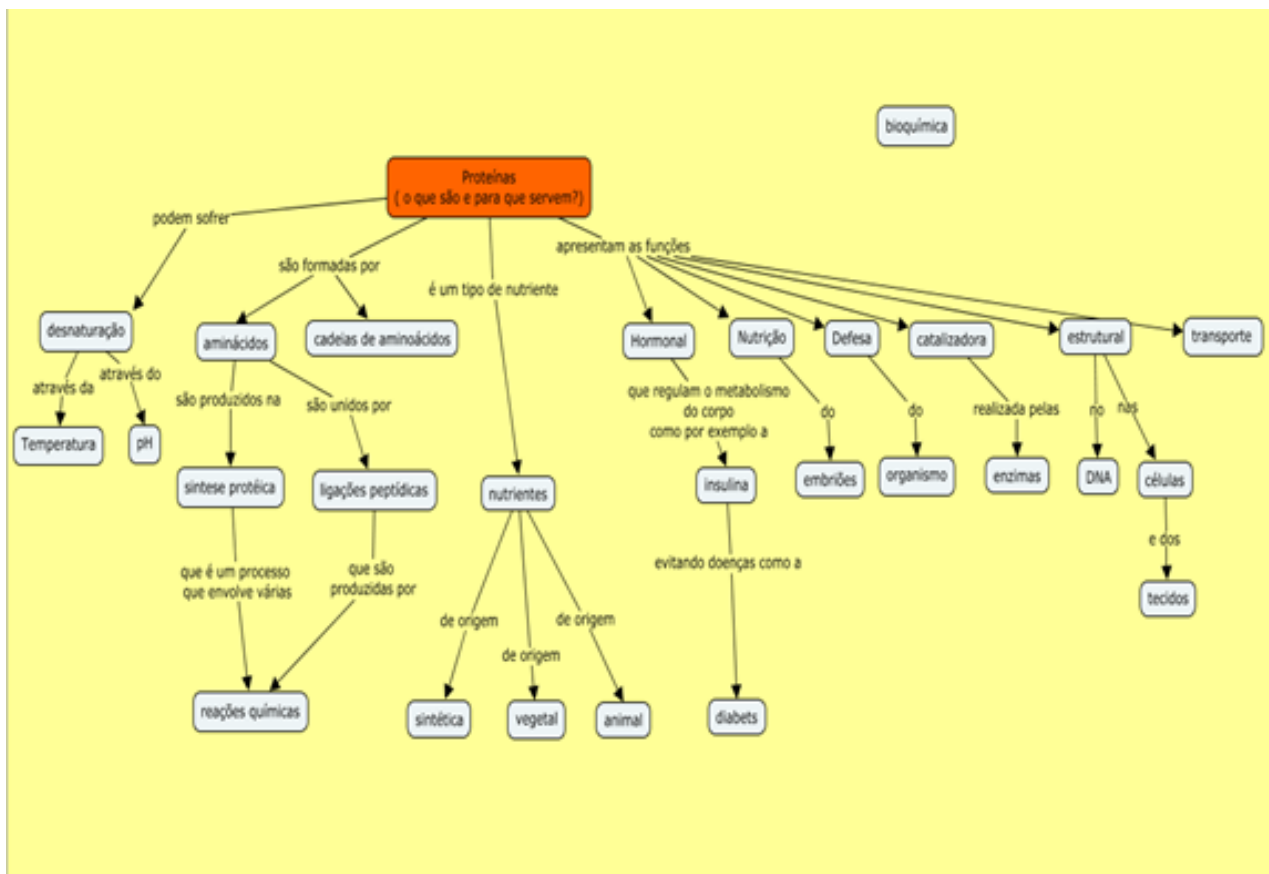 bioquímica
Proteínas
( o que são e para que servem?)
podem sofrer
são formadas por
é um tipo de nutriente
apresentam as funções
desnaturação
aminácidos
cadeias de aminoácidos
Hormonal
Nutrição
Defesa
catalizadora
estrutural
transporte
através da
através do
são produzidos na
são unidos por
que regulam o metabolismo
do corpo
como por exemplo a
do
do
realizada pelas
no
nas
Temperatura
pH
sintese protéica
ligações peptídicas
nutrientes
insulina
embriões
organismo
enzimas
DNA
células
que é um processo
que envolve várias
que são
produzidas por
evitando doenças como a
e dos
tecidos
de origem
de origem
de origem
reações químicas
sintética
vegetal
animal
diabets